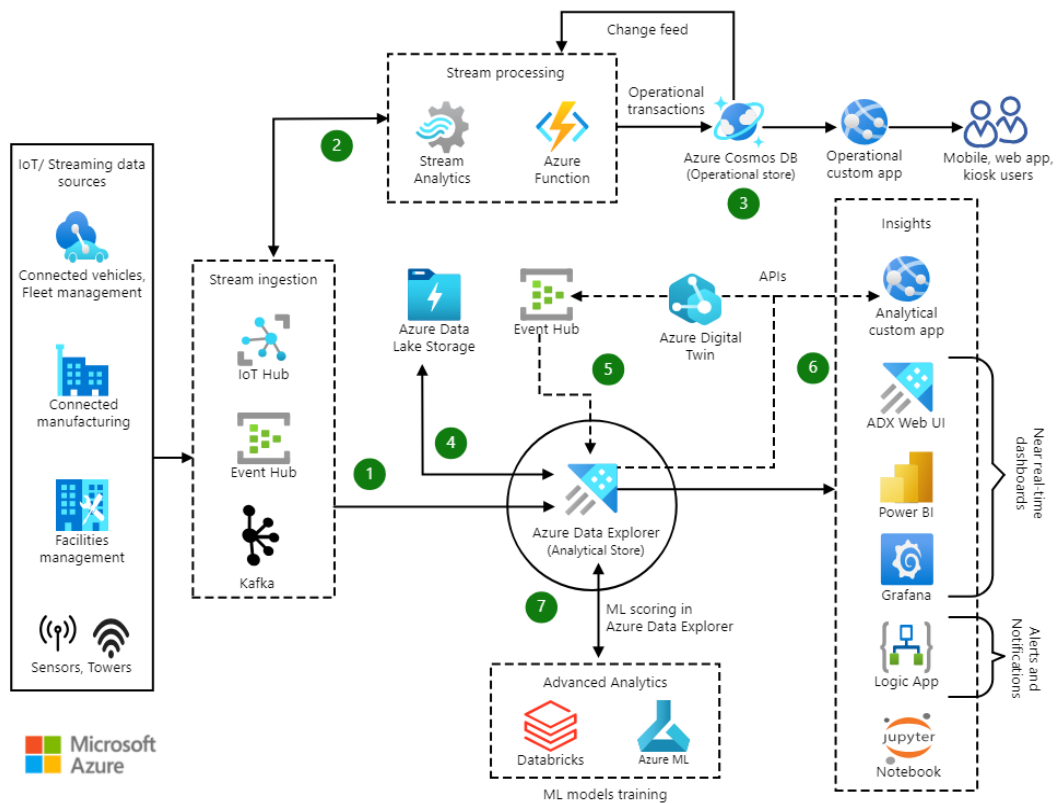 Change feed
Stream processing
Stream
Analytics
Azure
Function
Operational
transactions
Azure Cosmos DB
(Operational store)
Operational
custom app
Mobile, web app,
kiosk users
2
3
IoT/ Streaming data
sources
Connected vehicles,
Fleet management
Connected
manufacturing
Facilities
management
Sensors, Towers
Stream ingestion
IoT Hub
Event Hub
Kafka
1
Azure Data
Lake Storage
4
Event Hub
5
Azure Digital
Twin
APIs
6
Azure Data Explorer
(Analytical Store)
7
ML scoring in
Azure Data Explorer
Advanced Analytics
Databricks
Azure ML
ML models training
Insights
Analytical
custom app
ADX Web UI
Power BI
Grafana
Near real-time
dashboards
Logic App
Alerts and
Notifications
jupyter
Notebook
Microsoft
Azure